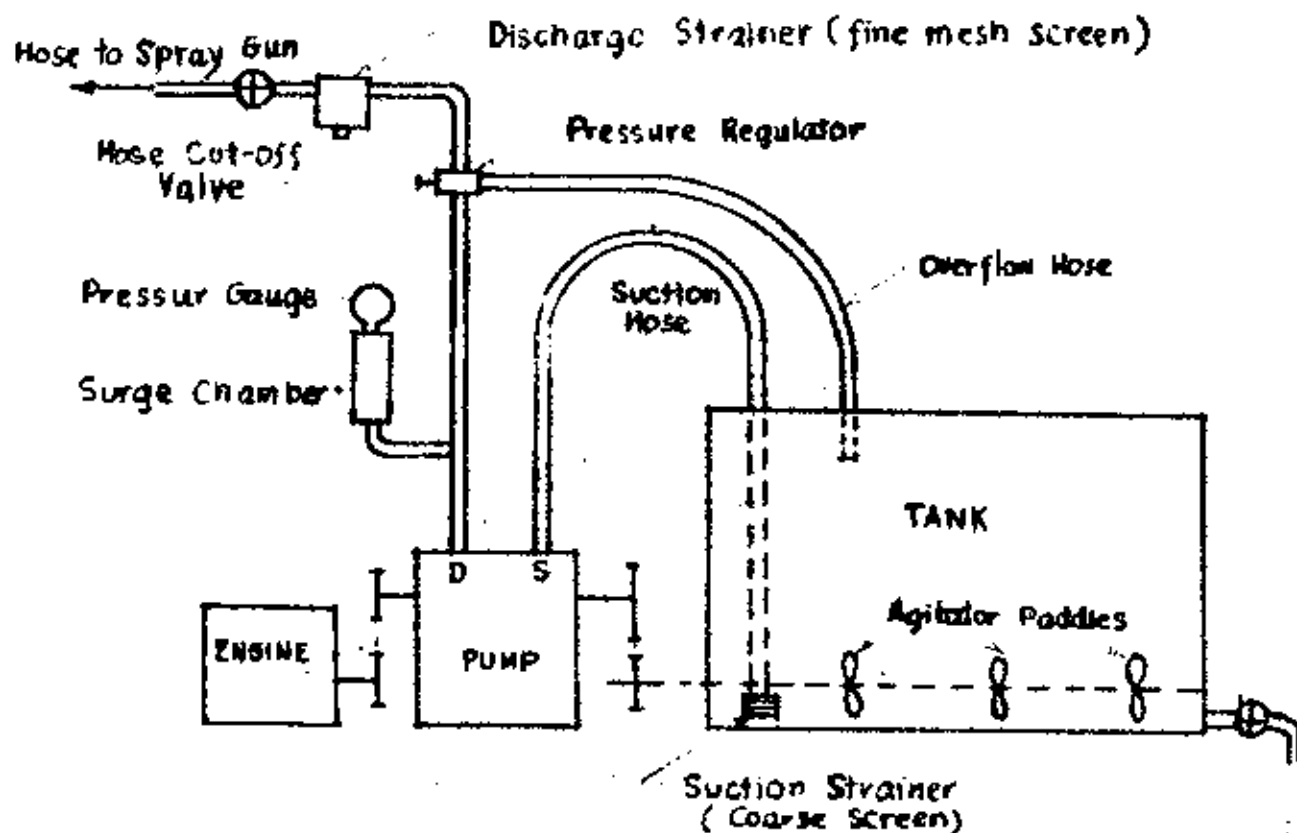 Discharge Strainer (fine mesh screen)
Hose to Spray Gun
Pressure Regulator
Hose Cut-off
Valve
Overflow Hose
Pressur Gauge
Suction
Hose
Surge Chamber
TANK
D
S
Agitator Paddles
ENGINE
PUMP
Suction Strainer
(Coarse Screen)